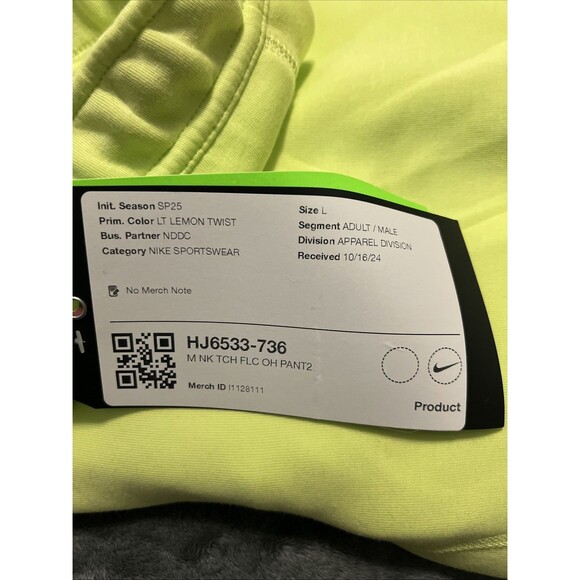 Init. Season SP25
Prim. Color LT LEMON TWIST
Bus. Partner NDDC
Category NIKE SPORTSWEAR
Size L
Segment ADULT / MALE
Division APPAREL DIVISION
Received 10/16/24
No Merch Note
HJ6533-736
M NK TCH FLC OH PANT2
Merch ID I1128111
Product